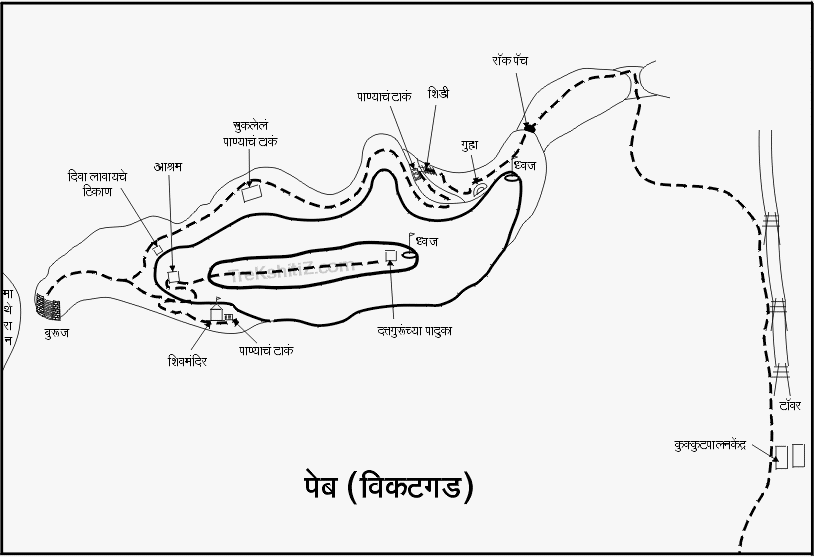 रॉक पॅच
पाण्याचं टाकं
शिडी
चुकलेलं
पाण्याचं टाकं
गुहा
ध्वज
आश्रम
दिवा लावायचे
ठिकाण
ध्वज
TreKshitiZ.com
मा
थे
रा
न
बुरूज
दत्तगुरूंच्या पादुका
शिवमंदिर
पाण्याचं टाकं
टॉवर
कुक्कुटपालनकेंद्र
पेब (विकटगड)